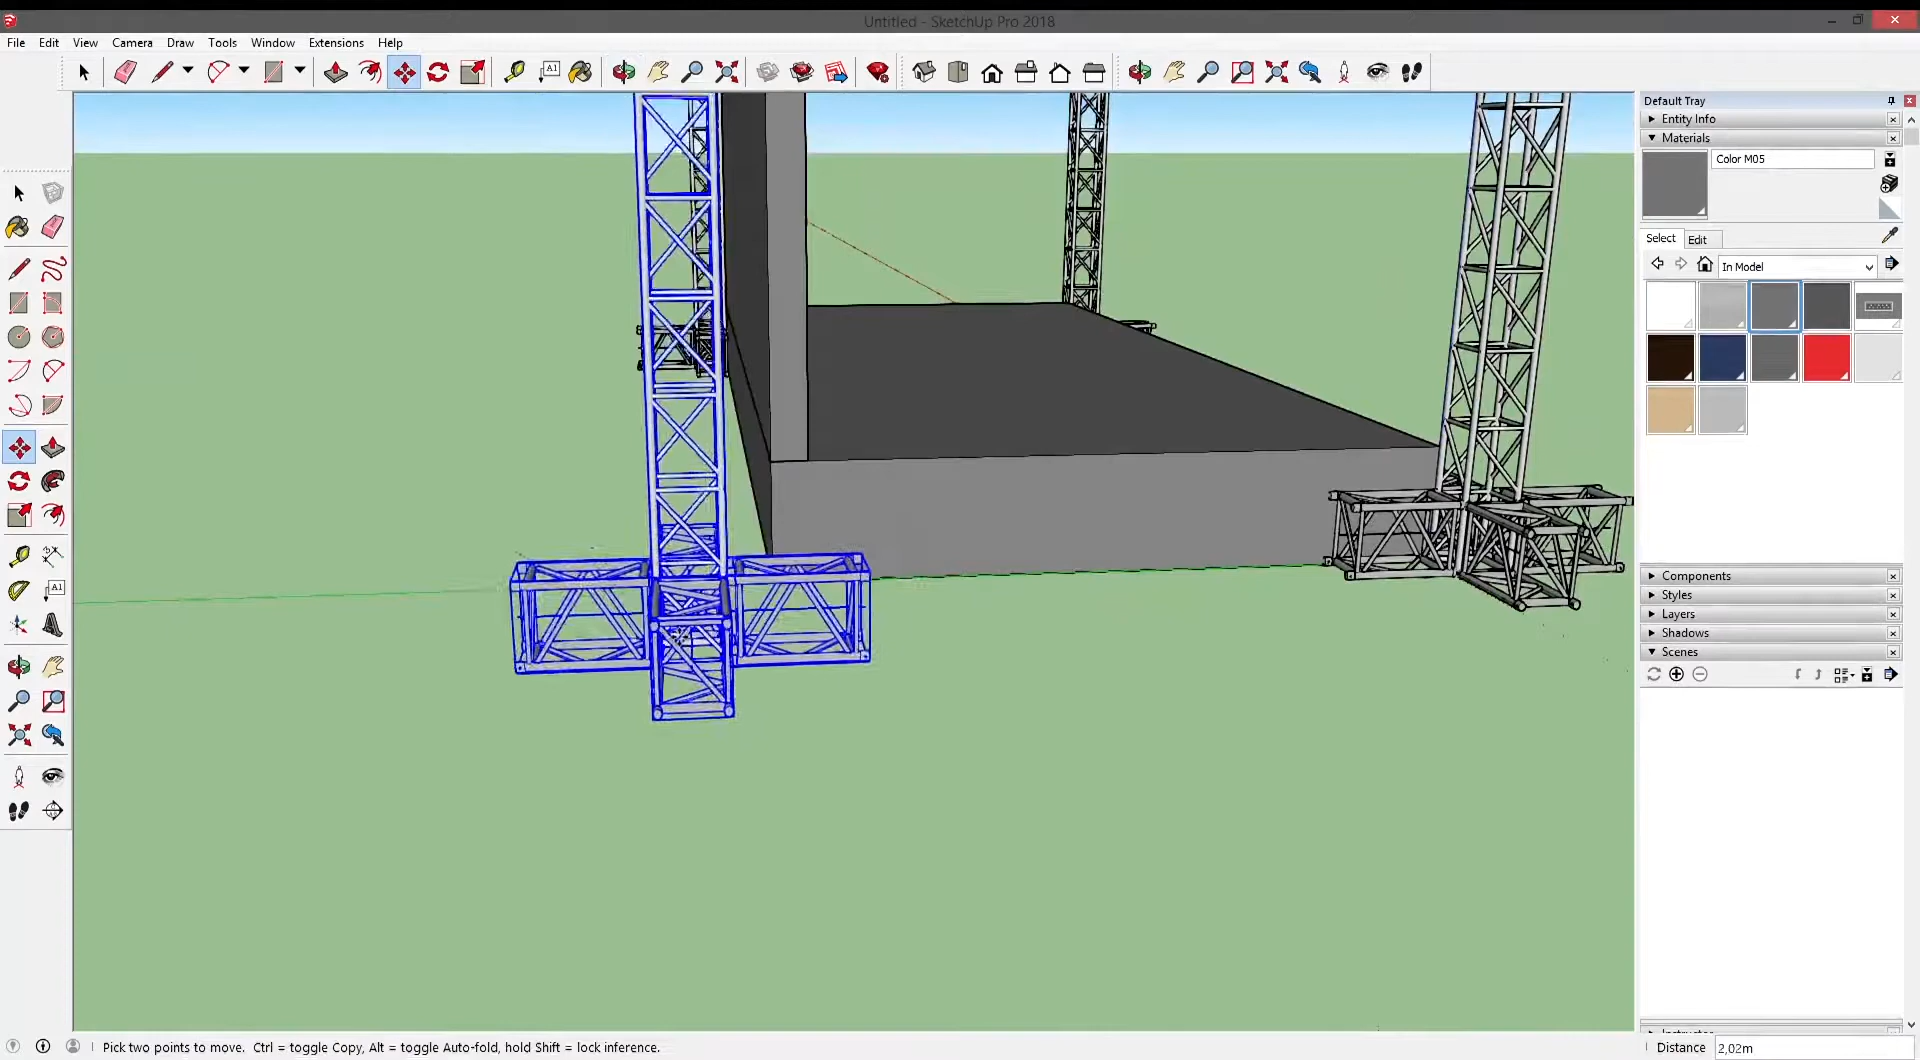 Untitled - SketchUp Pro 2018
File Edit View Camera Draw Tools Window Extensions Help
A1
Default Tray
Entity Info
Materials
Color M05
Select Edit
In Model
A1
Components
Styles
Layers
Shadows
Scenes
Pick two points to move. Ctrl = toggle Copy, Alt = toggle Auto-fold, hold Shift = lock inference.
Distance 2,02m